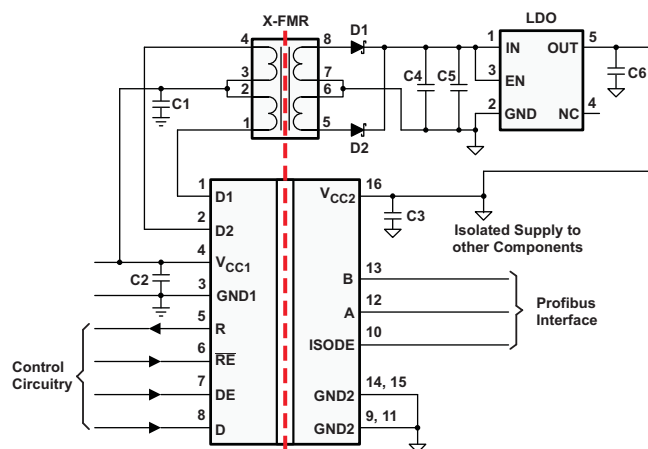 X-FMR
4
3
2
1
8
7
6
5
D1
D2
C1
C4
C5
LDO
1 IN
3 EN
2 GND
OUT 5
NC 4
C6
1 D1
2 D2
4 VCC1
3 GND1
5 R
6 RE
7 DE
8 D
C2
VCC2 16
C3
B 13
A 12
ISODE 10
GND2 14, 15
GND2 9, 11
Isolated Supply to
other Components
Profibus
Interface
Control
Circuitry